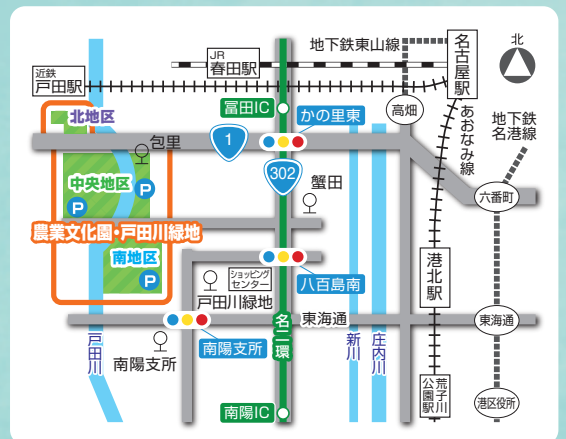 北
地下鉄東山線
名古屋駅
JR
春田駅
近鉄
戸田駅
冨田IC
かの里東
高畑
あおなみ線
地下鉄
名港線
北地区
包里
1
302
中央地区
P
P
蟹田
六番町
農業文化園・戸田川緑地
南地区
P
ショッピング
センター
戸田川緑地
八百島南
港北駅
名二環
東海通
東海通
戸田川
南陽支所
南陽支所
新川
庄内川
荒子川
公園駅
港区役所
南陽IC